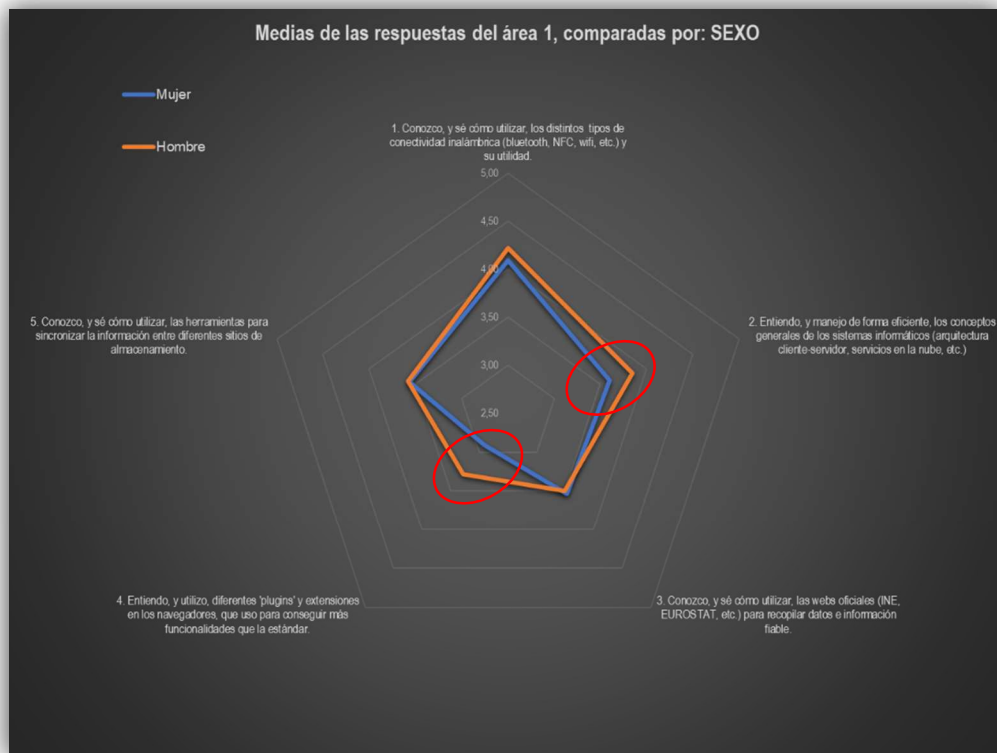 Medias de las respuestas del área 1, comparadas por: SEXO
Mujer
Hombre
1. Conozco, y sé cómo utilizar, los distintos tipos de
conectividad inalámbrica (bluetooth, NFC, wifi, etc.) y
su utilidad.
5,00
4,50
4,00
3,50
3,00
2,50
5. Conozco, y sé cómo utilizar, las herramientas para
sincronizar la información entre diferentes sitios de
almacenamiento.
2. Entiendo, y manejo de forma eficiente, los conceptos
generales de los sistemas informáticos (arquitectura
cliente-servidor, servicios en la nube, etc.)
4. Entiendo, y utilizo, diferentes 'plugins' y extensiones
en los navegadores, que uso para conseguir más
funcionalidades que la estándar.
3. Conozco, y sé cómo utilizar, las webs oficiales (INE,
EUROSTAT, etc.) para recopilar datos e información
fiable.